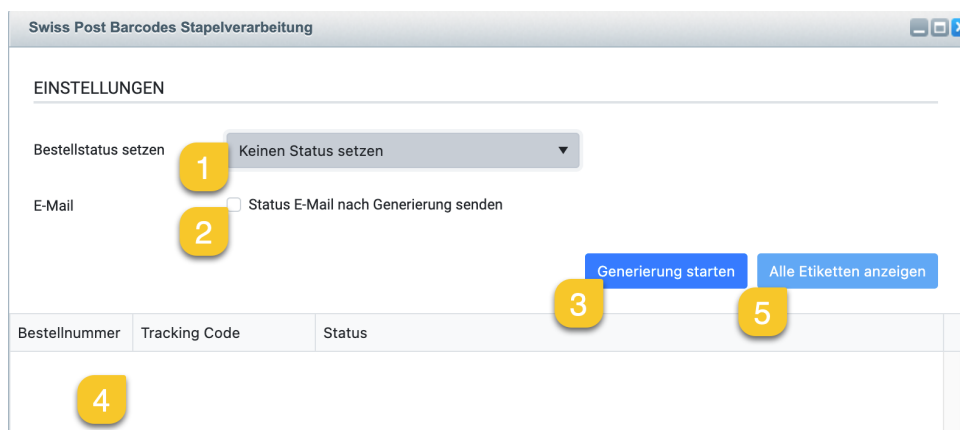 Swiss Post Barcodes Stapelverarbeitung
EINSTELLUNGEN
Bestellstatus setzen
1
Keinen Status setzen
E-Mail
2
Status E-Mail nach Generierung senden
Generierung starten
Alle Etiketten anzeigen
3
5
Bestellnummer
Tracking Code
Status
4